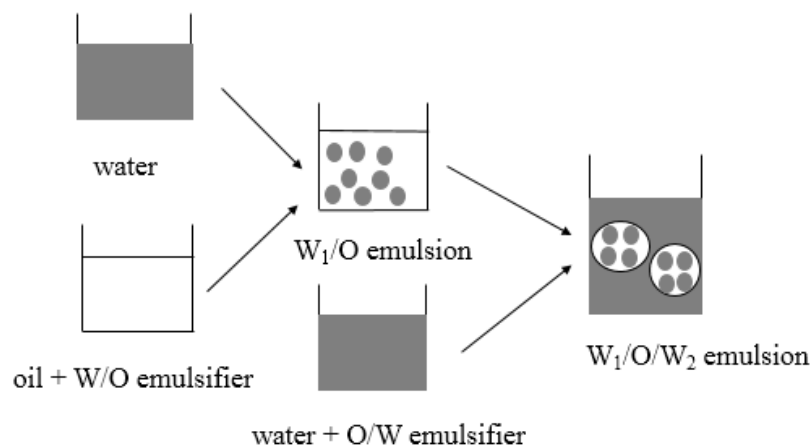 water
W₁/O emulsion
oil + W/O emulsifier
W₁/O/W₂ emulsion
water + O/W emulsifier